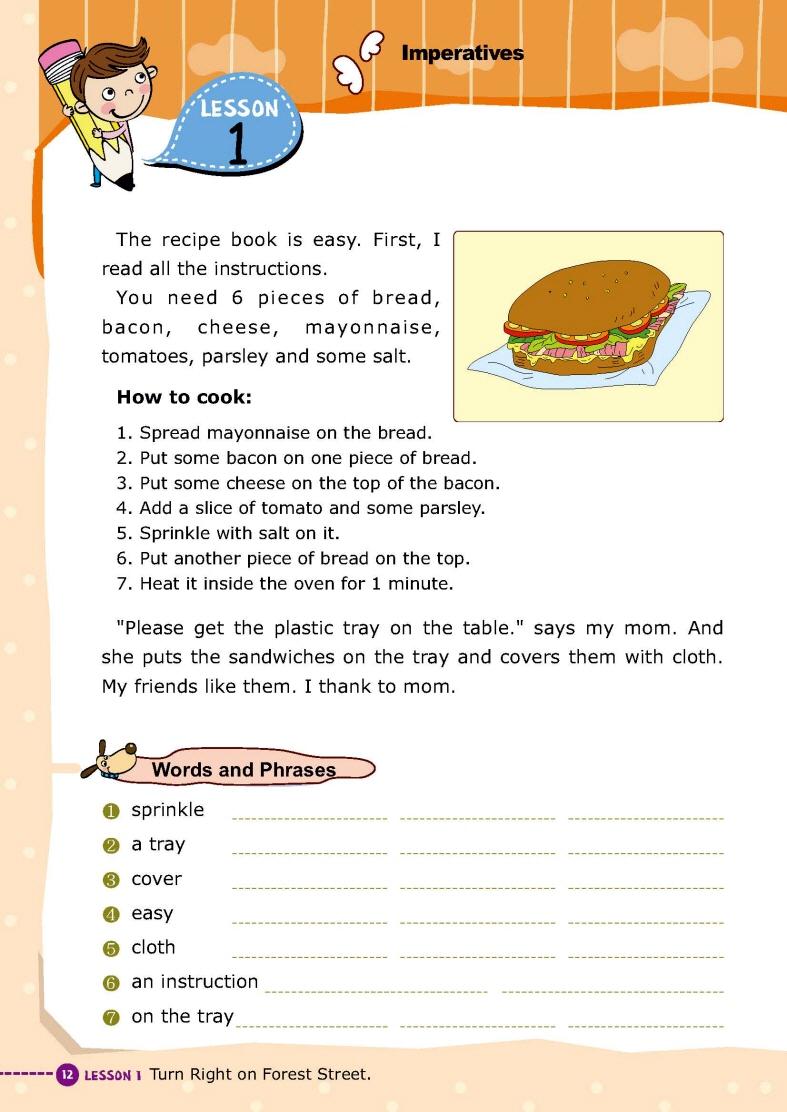 Imperatives
LESSON
1
The recipe book is easy. First, I
read all the instructions.
You need 6 pieces of bread,
bacon, cheese, mayonnaise,
tomatoes, parsley and some salt.
How to cook:
1. Spread mayonnaise on the bread.
2. Put some bacon on one piece of bread.
3. Put some cheese on the top of the bacon.
4. Add a slice of tomato and some parsley.
5. Sprinkle with salt on it.
6. Put another piece of bread on the top.
7. Heat it inside the oven for 1 minute.
"Please get the plastic tray on the table." says my mom. And
she puts the sandwiches on the tray and covers them with cloth.
My friends like them. I thank to mom.
Words and Phrases
1 sprinkle
2 a tray
3 cover
4 easy
5 cloth
6 an instruction
7 on the tray
12 LESSON 1 Turn Right on Forest Street.